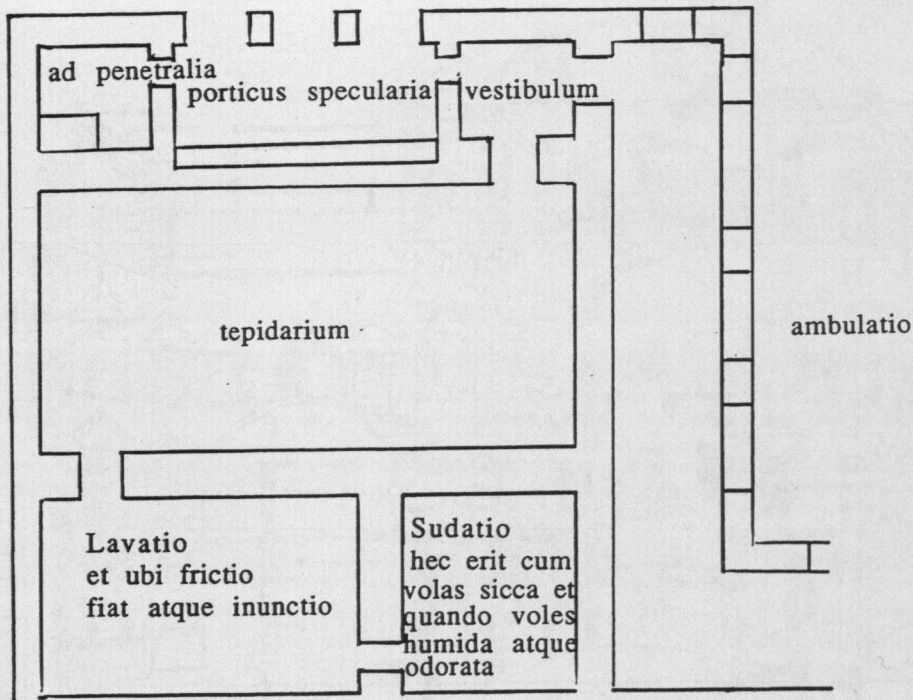 ad penetralia
porticus specularia
vestibulum
tepidarium
ambulatio
Lavatio
et ubi frictio
fiat atque inunctio
Sudatio
hec erit cum
volas sicca et
quando voles
humida atque
odorata